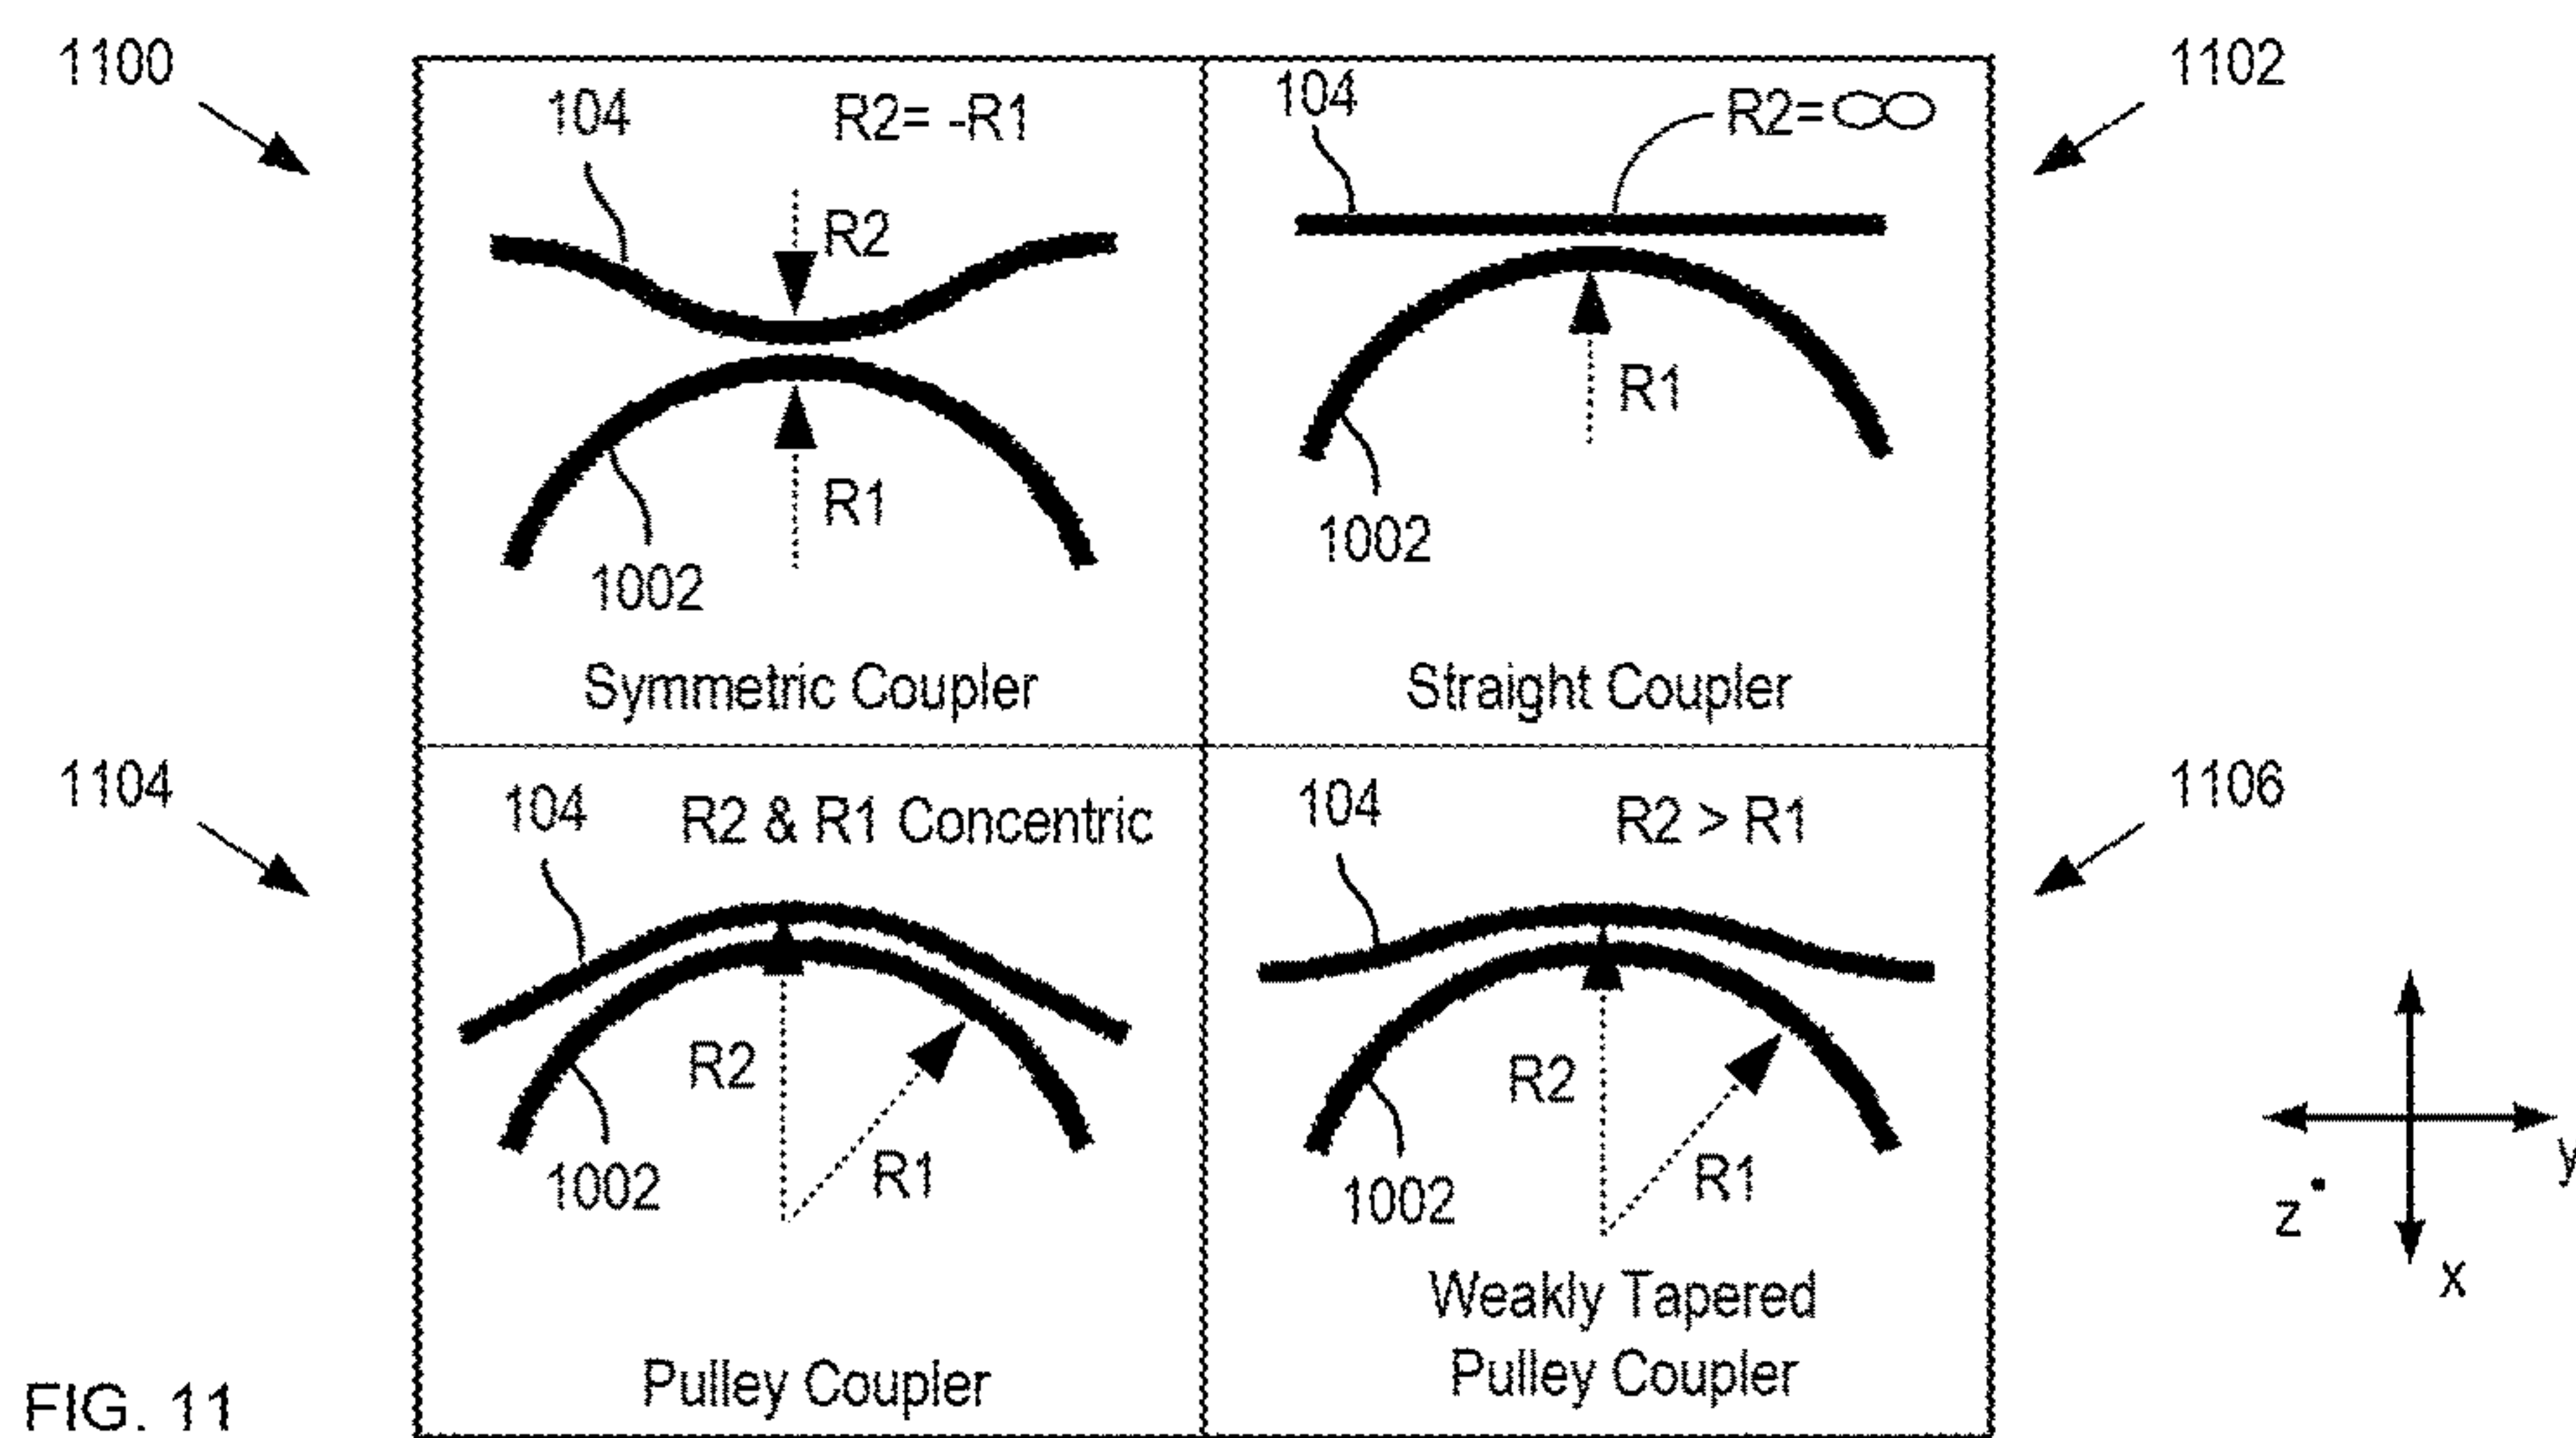 1100
1102
104
R2= -R1
R2
R1
1002
Symmetric Coupler
104
R2=∞
R1
1002
Straight Coupler
1104
1106
104
R2 & R1 Concentric
R2
R1
1002
Pulley Coupler
104
R2 > R1
R2
R1
1002
Weakly Tapered
Pulley Coupler
y
z
x
FIG. 11